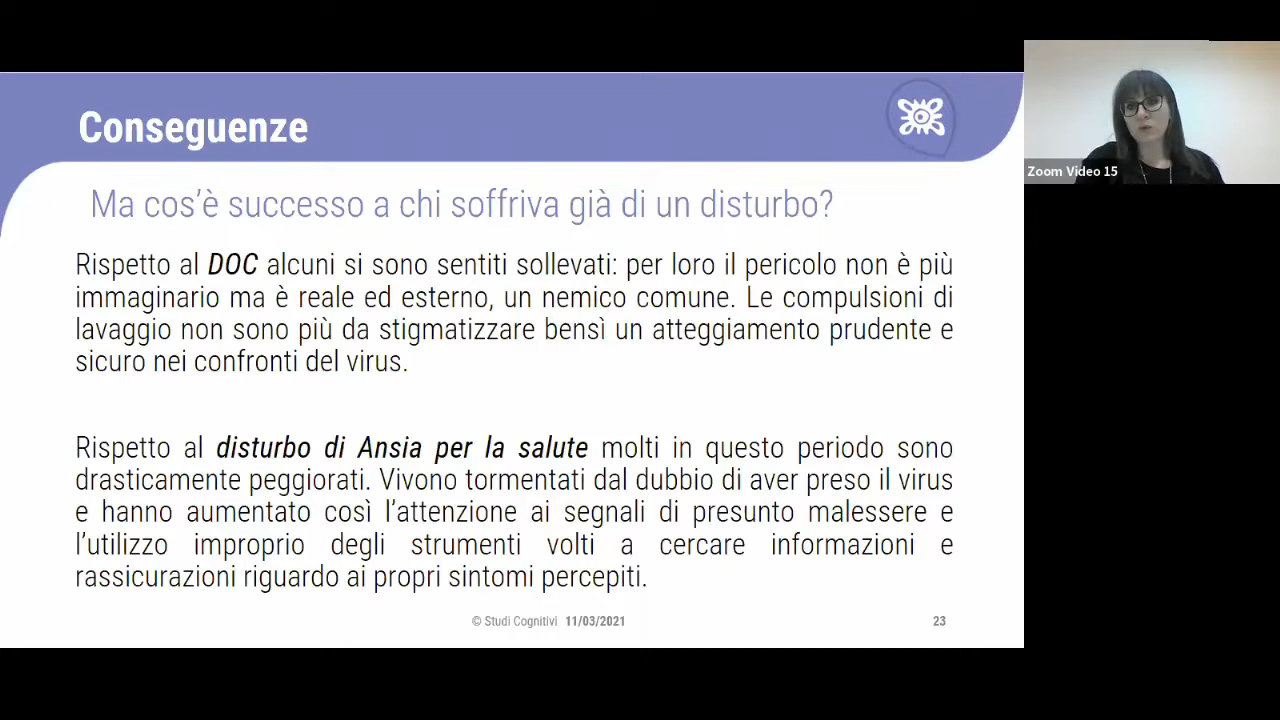 Conseguenze
Zoom Video 15
Ma cos’è successo a chi soffriva già di un disturbo?
Rispetto al DOC alcuni si sono sentiti sollevati: per loro il pericolo non è più
immaginario ma è reale ed esterno, un nemico comune. Le compulsioni di
lavaggio non sono più da stigmatizzare bensì un atteggiamento prudente e
sicuro nei confronti del virus.
Rispetto al disturbo di Ansia per la salute molti in questo periodo sono
drasticamente peggiorati. Vivono tormentati dal dubbio di aver preso il virus
e hanno aumentato così l’attenzione ai segnali di presunto malessere e
l’utilizzo improprio degli strumenti volti a cercare informazioni e
rassicurazioni riguardo ai propri sintomi percepiti.
© Studi Cognitivi 11/03/2021
23